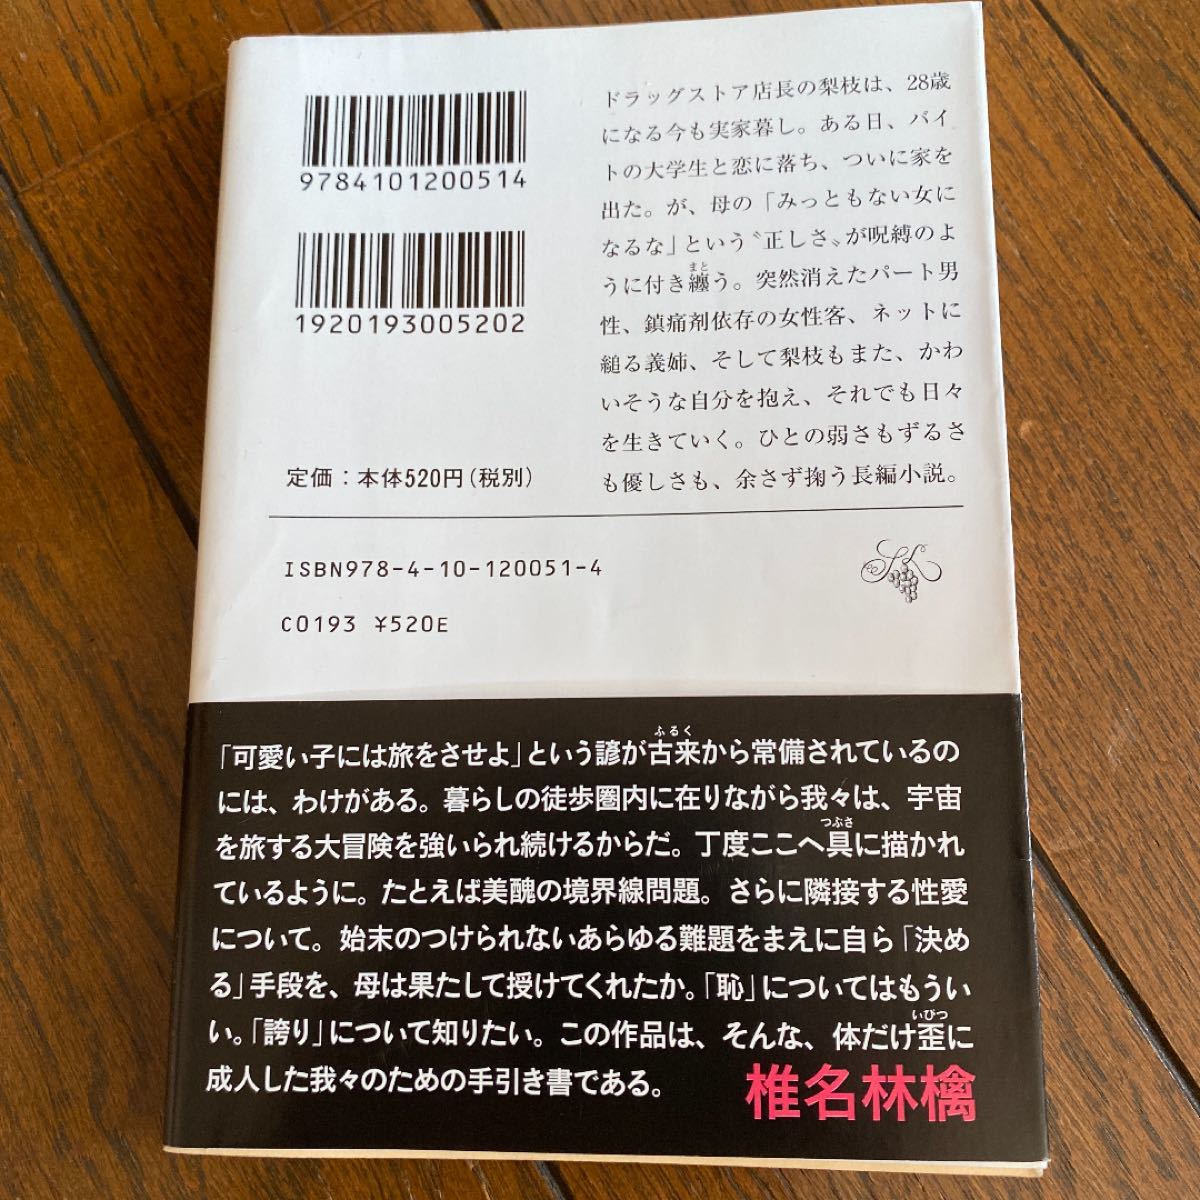 9784101200514
1920193005202
定価：本体520円（税別）
ドラッグストア店長の梨枝は、28歳
になる今も実家暮し。ある日、バイ
トの大学生と恋に落ち、ついに家を
出た。が、母の「みっともない女に
なるな」という〝正しさ〟が呪縛のよ
まと
うに付き纏う。突然消えたパート男
性、鎮痛剤依存の女性客、ネットに
縋る義姉、そして梨枝もまた、かわ
いそうな自分を抱え、それでも日々
を生きていく。ひとの弱さもずるさ
も優しさも、余さず掬う長編小説。
ISBN978-4-10-120051-4
C0193 ¥520E
ふるく
「可愛い子には旅をさせよ」という諺が古来から常備されているの
には、わけがある。暮らしの徒歩圏内に在りながら我々は、宇宙
つぶさ
を旅する大冒険を強いられ続けるからだ。丁度ここへ具に描かれ
ているように。たとえば美醜の境界線問題。さらに隣接する性愛
について。始末のつけられないあらゆる難題をまえに自ら「決め
る」手段を、母は果たして授けてくれたか。「恥」についてはもうい
いびつ
い。「誇り」について知りたい。この作品は、そんな、体だけ歪に
成人した我々のための手引き書である。
椎名林檎